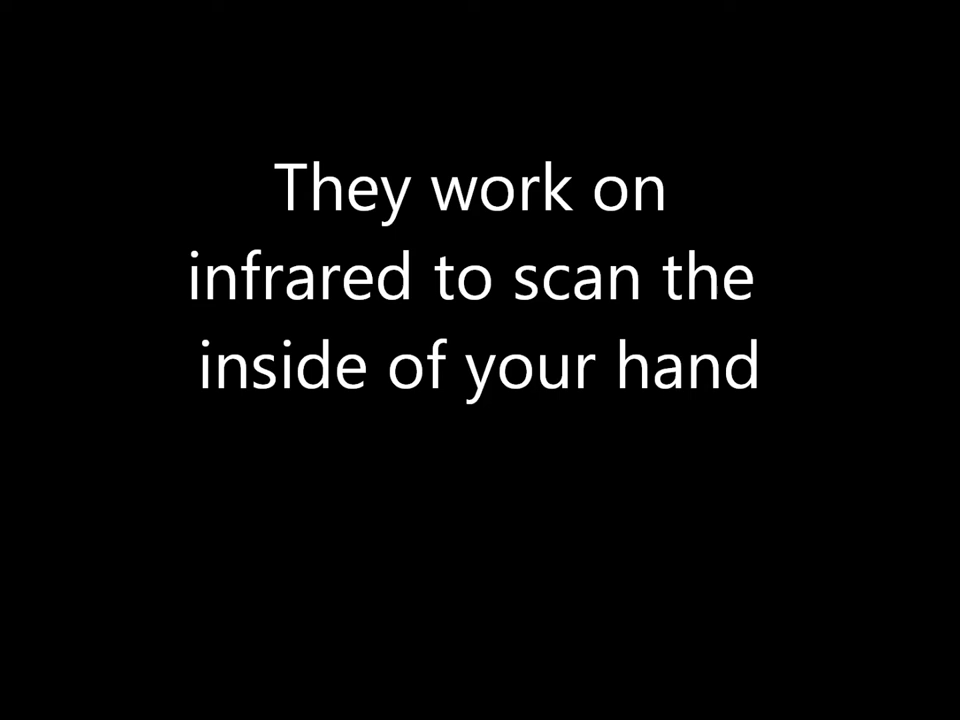 They work on
infrared to scan the
inside of your hand